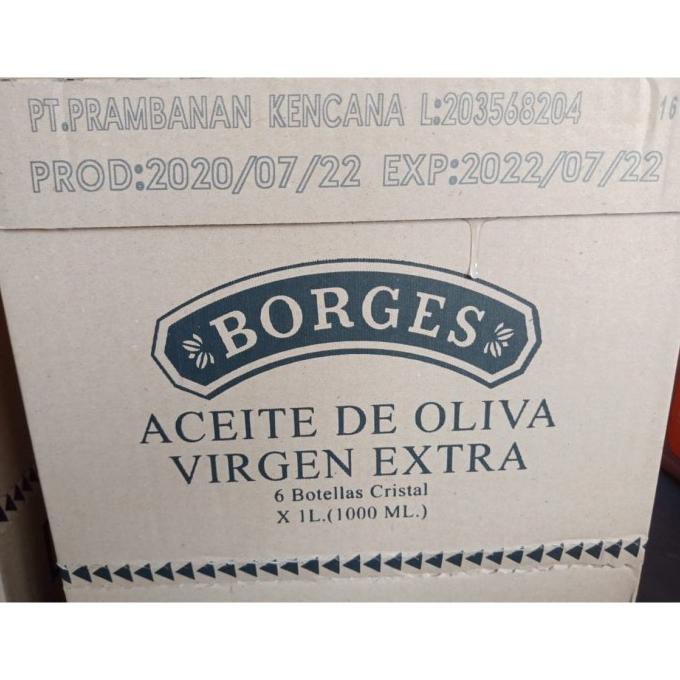 PT.PRAMBANAN KENCANA L:203568204 16
PROD:2020/07/22 EXP:2022/07/22
BORGES
ACEITE DE OLIVA
VIRGEN EXTRA
6 Botellas Cristal
X 1L.(1000 ML.)